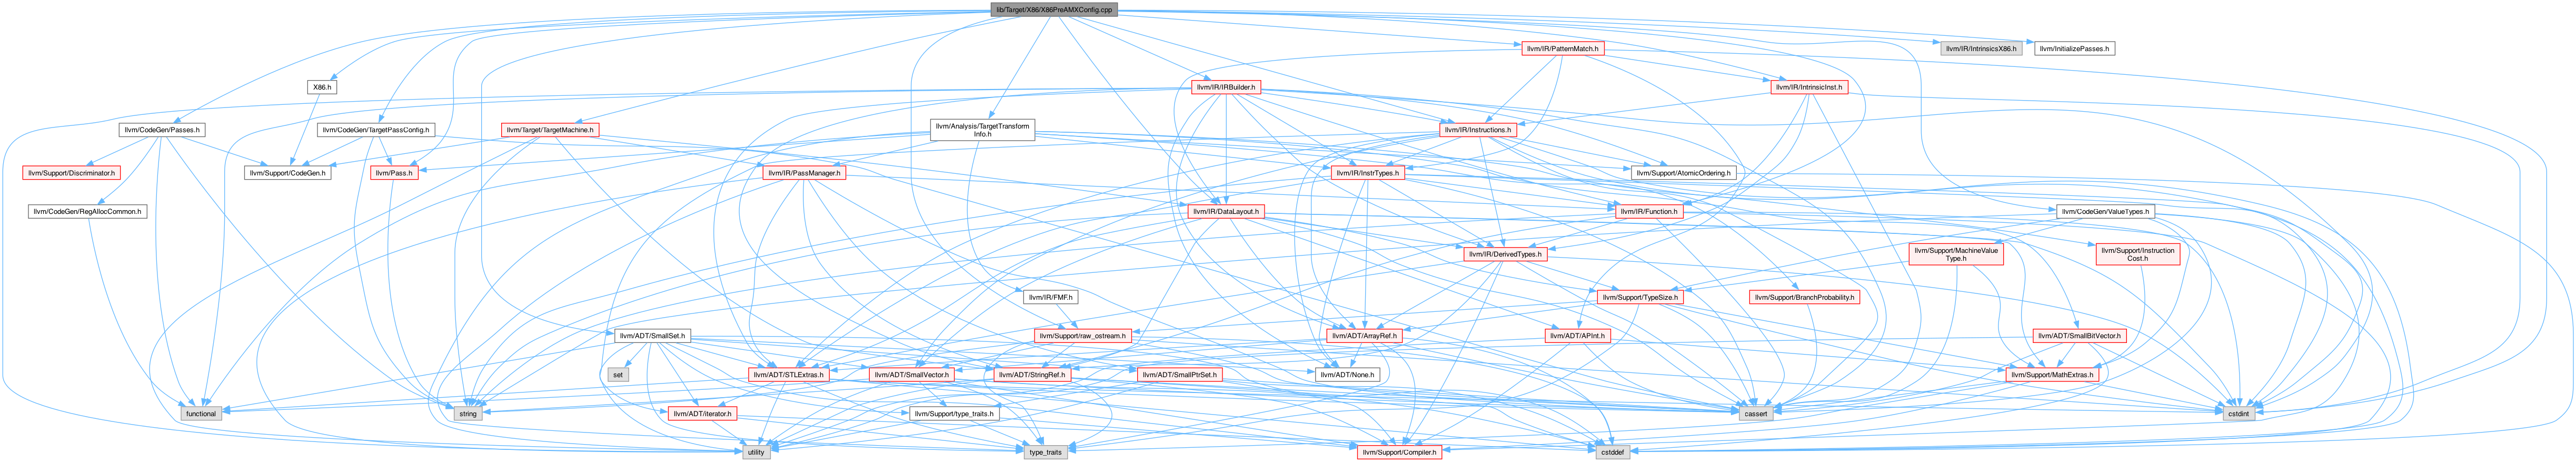 lib/Target/X86/X86PreAMXConfig.cpp
llvm/IR/PatternMatch.h
llvm/IR/IntrinsicsX86.h
llvm/InitializePasses.h
X86.h
llvm/IR/IRBuilder.h
llvm/IR/IntrinsicInst.h
llvm/CodeGen/Passes.h
llvm/CodeGen/TargetPassConfig.h
llvm/Target/TargetMachine.h
llvm/Analysis/TargetTransform
Info.h
llvm/IR/Instructions.h
llvm/Support/Discriminator.h
llvm/Support/CodeGen.h
llvm/Pass.h
llvm/IR/PassManager.h
llvm/IR/InstrTypes.h
llvm/Support/AtomicOrdering.h
llvm/CodeGen/RegAllocCommon.h
llvm/IR/DataLayout.h
llvm/IR/Function.h
llvm/CodeGen/ValueTypes.h
llvm/IR/DerivedTypes.h
llvm/Support/MachineValue
Type.h
llvm/Support/Instruction
Cost.h
llvm/IR/FMF.h
llvm/Support/TypeSize.h
llvm/Support/BranchProbability.h
llvm/ADT/SmallSet.h
llvm/Support/raw_ostream.h
llvm/ADT/ArrayRef.h
llvm/ADT/APInt.h
llvm/ADT/SmallBitVector.h
set
llvm/ADT/STLExtras.h
llvm/ADT/SmallVector.h
llvm/ADT/StringRef.h
llvm/ADT/SmallPtrSet.h
llvm/ADT/None.h
llvm/Support/MathExtras.h
functional
string
llvm/ADT/iterator.h
llvm/Support/type_traits.h
cassert
cstdint
utility
type_traits
llvm/Support/Compiler.h
cstddef